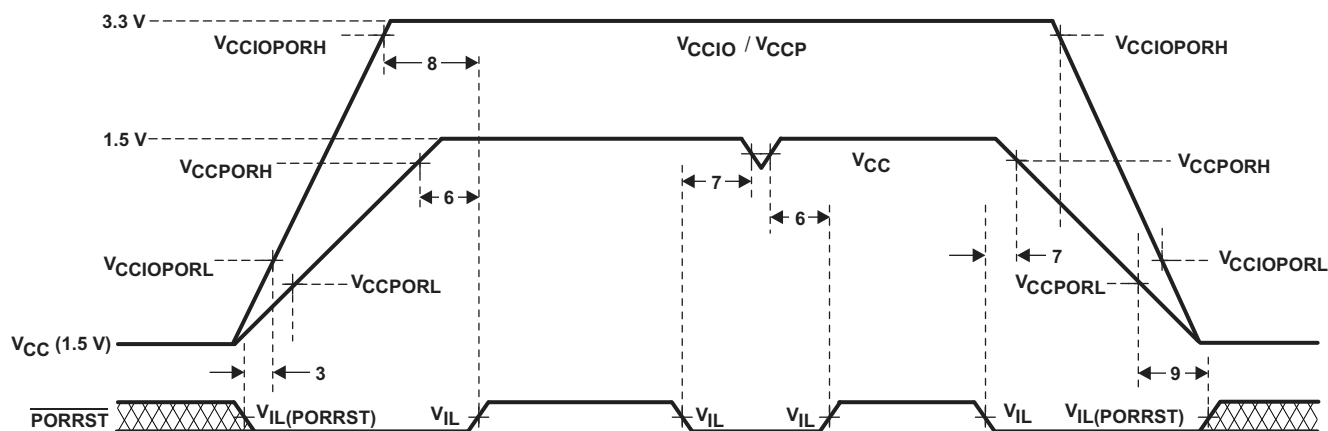 3.3 V
VCCIOPORH
8
VCCIO / VCCP
VCCIOPORH
1.5 V
VCCPORH
6
7
VCC
6
VCCPORH
7
VCCIOPORL
VCCPORL
VCCPORL
VCCIOPORL
VCC (1.5 V)
3
9
PORRST
VIL(PORRST)
VIL
VIL
VIL
VIL
VIL(PORRST)